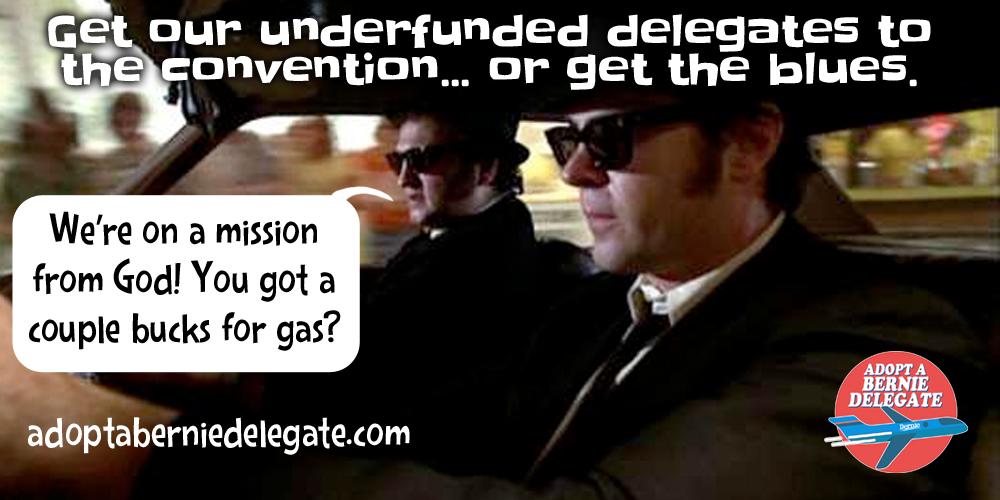 Get our underfunded delegates to
the convention... or get the blues.
We're on a mission
from God! You got a
couple bucks for gas?
adoptaberniedelegate.com
ADOPT A
BERNIE
DELEGATE
Bernie